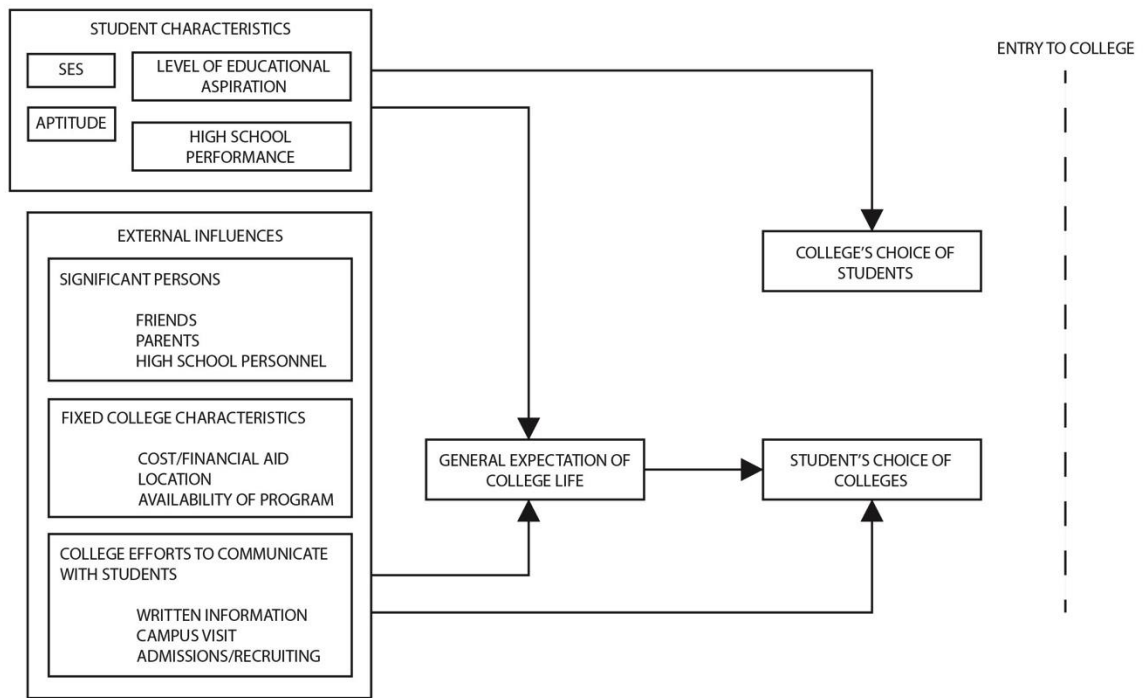 STUDENT CHARACTERISTICS
SES
LEVEL OF EDUCATIONAL
ASPIRATION
APTITUDE
HIGH SCHOOL
PERFORMANCE
ENTRY TO COLLEGE
EXTERNAL INFLUENCES
SIGNIFICANT PERSONS
FRIENDS
PARENTS
HIGH SCHOOL PERSONNEL
COLLEGE'S CHOICE OF
STUDENTS
FIXED COLLEGE CHARACTERISTICS
COST/FINANCIAL AID
LOCATION
AVAILABILITY OF PROGRAM
GENERAL EXPECTATION OF
COLLEGE LIFE
STUDENT'S CHOICE OF
COLLEGES
COLLEGE EFFORTS TO COMMUNICATE
WITH STUDENTS
WRITTEN INFORMATION
CAMPUS VISIT
ADMISSIONS/RECRUITING